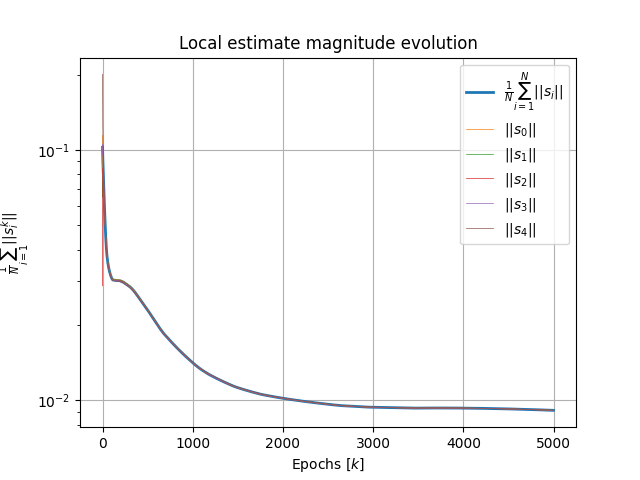 Local estimate magnitude evolution
$\frac{1}{N}\sum_{i=1}^{N}||s_i||$
$||s_0||$
$||s_1||$
$||s_2||$
$||s_3||$
$||s_4||$
$\frac{1}{N}\sum_{i=1}^{N}||s_i^k||$
$10^{-1}$
$10^{-2}$
0 1000 2000 3000 4000 5000
Epochs [$k$]